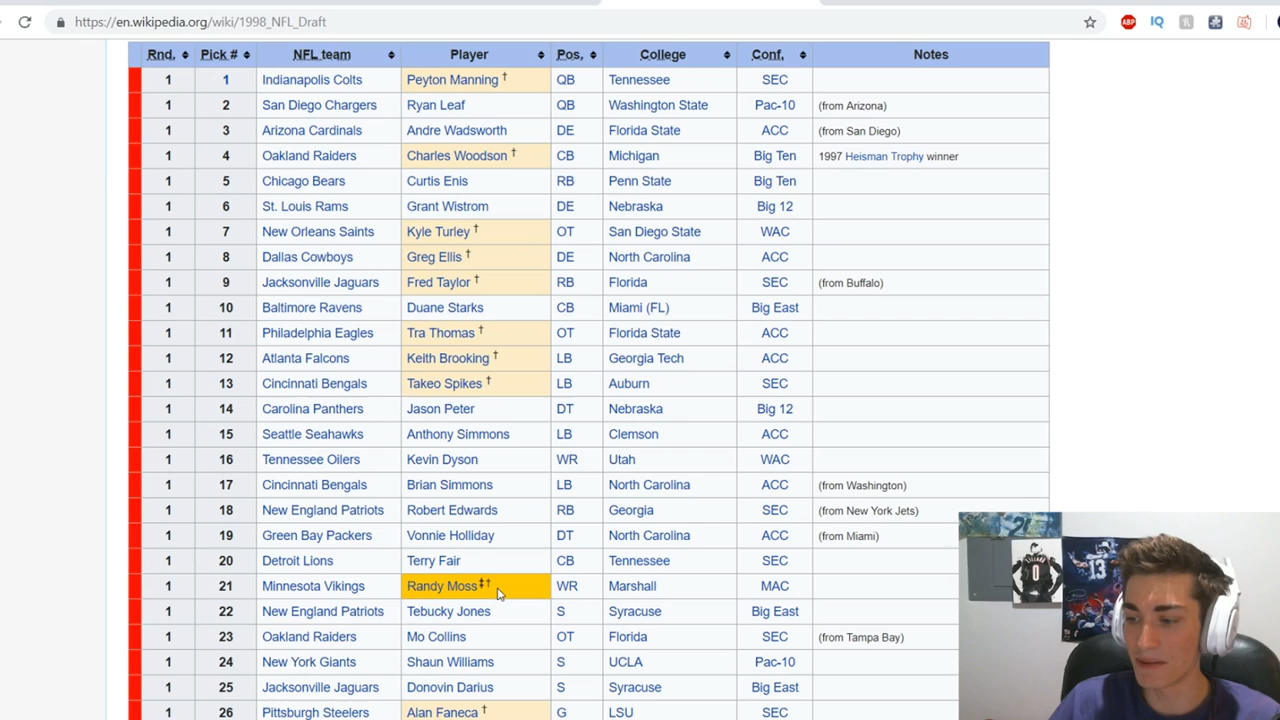 https://en.wikipedia.org/wiki/1998_NFL_Draft
ABP IQ
Rnd. Pick # NFL team Player Pos. College Conf. Notes
1 1 Indianapolis Colts Peyton Manning † QB Tennessee SEC
1 2 San Diego Chargers Ryan Leaf QB Washington State Pac-10 (from Arizona)
1 3 Arizona Cardinals Andre Wadsworth DE Florida State ACC (from San Diego)
1 4 Oakland Raiders Charles Woodson † CB Michigan Big Ten 1997 Heisman Trophy winner
1 5 Chicago Bears Curtis Enis RB Penn State Big Ten
1 6 St. Louis Rams Grant Wistrom DE Nebraska Big 12
1 7 New Orleans Saints Kyle Turley † OT San Diego State WAC
1 8 Dallas Cowboys Greg Ellis † DE North Carolina ACC
1 9 Jacksonville Jaguars Fred Taylor † RB Florida SEC (from Buffalo)
1 10 Baltimore Ravens Duane Starks CB Miami (FL) Big East
1 11 Philadelphia Eagles Tra Thomas † OT Florida State ACC
1 12 Atlanta Falcons Keith Brooking † LB Georgia Tech ACC
1 13 Cincinnati Bengals Takeo Spikes † LB Auburn SEC
1 14 Carolina Panthers Jason Peter DT Nebraska Big 12
1 15 Seattle Seahawks Anthony Simmons LB Clemson ACC
1 16 Tennessee Oilers Kevin Dyson WR Utah WAC
1 17 Cincinnati Bengals Brian Simmons LB North Carolina ACC (from Washington)
1 18 New England Patriots Robert Edwards RB Georgia SEC (from New York Jets)
1 19 Green Bay Packers Vonnie Holliday DT North Carolina ACC (from Miami)
1 20 Detroit Lions Terry Fair CB Tennessee SEC
1 21 Minnesota Vikings Randy Moss‡† WR Marshall MAC
1 22 New England Patriots Tebucky Jones S Syracuse Big East
1 23 Oakland Raiders Mo Collins OT Florida SEC (from Tampa Bay)
1 24 New York Giants Shaun Williams S UCLA Pac-10
1 25 Jacksonville Jaguars Donovin Darius S Syracuse Big East
1 26 Pittsburgh Steelers Alan Faneca † G LSU SEC
0
13